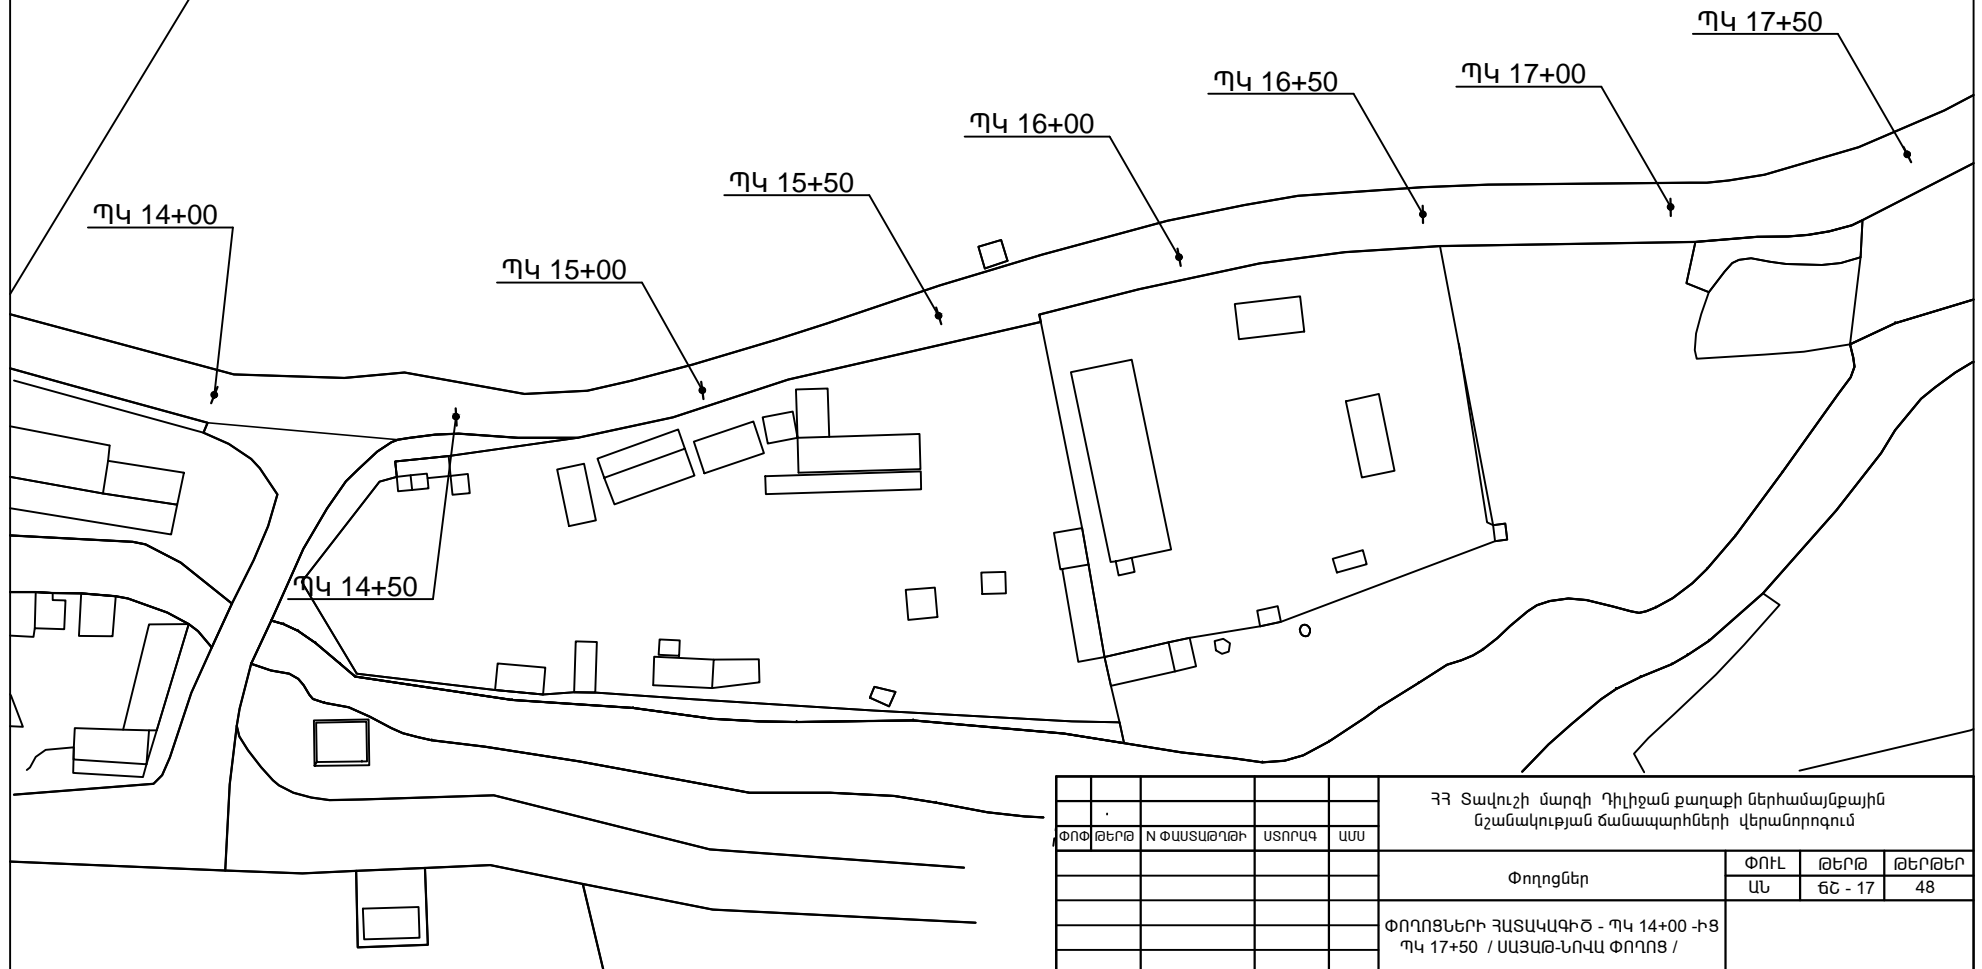 ՊԿ 17+50
ՊԿ 16+50
ՊԿ 17+00
ՊԿ 16+00
ՊԿ 15+50
ՊԿ 14+00
ՊԿ 15+00
ՊԿ 14+50
ՀՀ Տավուշի մարզի Դիլիջան քաղաքի ներհամայնքային
նշանակության ճանապարհների վերանորոգում
ՓՈՓ ԹԵՐԹ N ՓԱՍՏԱԹՂԹԻ ՍՏՈՐԱԳ ԱՄՍ
Փողոցներ
ՓՈՒԼ ԹԵՐԹ ԹԵՐԹԵՐ
ԱՆ ՃՇ - 17 48
ՓՈՂՈՑՆԵՐԻ ՀԱՏԱԿԱԳԻԾ - ՊԿ 14+00 -ԻՑ
ՊԿ 17+50 / ՍԱՅԱԹ-ՆՈՎԱ ՓՈՂՈՑ /